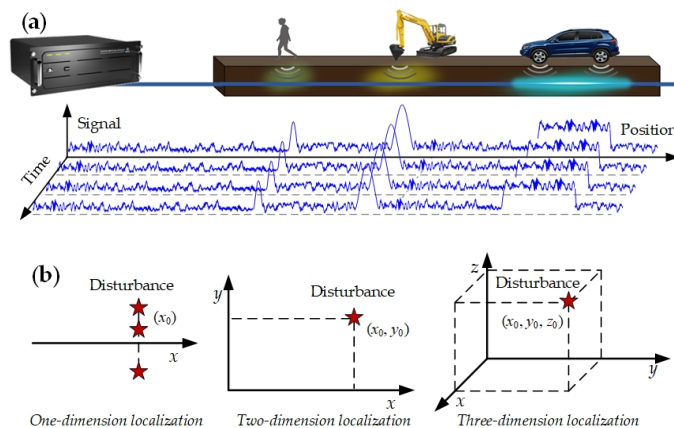 (a)
Signal
Position
Time
(b)
Disturbance
(x₀)
x
One-dimension localization
y
Disturbance
(x₀, y₀)
x
Two-dimension localization
z
Disturbance
(x₀, y₀, z₀)
y
x
Three-dimension localization